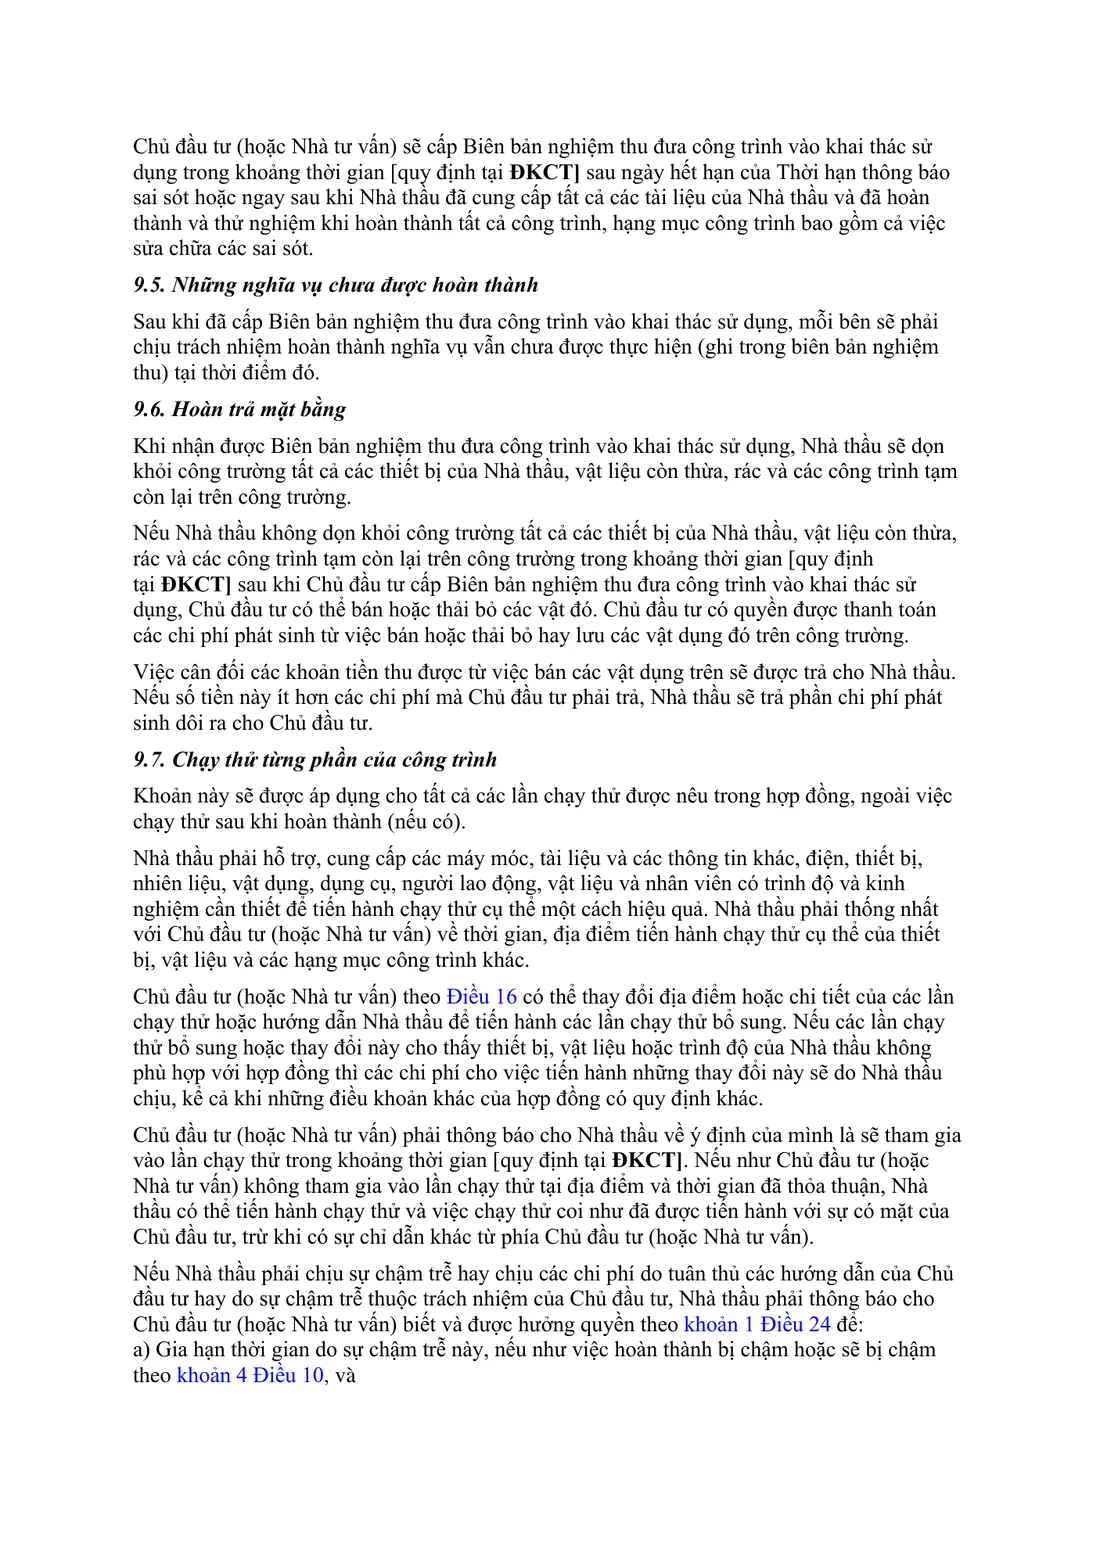 Chủ đầu tư (hoặc Nhà tư vấn) sẽ cấp Biên bản nghiệm thu đưa công trình vào khai thác sử
dụng trong khoảng thời gian [quy định tại ĐKCT] sau ngày hết hạn của Thời hạn thông báo
sai sót hoặc ngay sau khi Nhà thầu đã cung cấp tất cả các tài liệu của Nhà thầu và đã hoàn
thành và thử nghiệm khi hoàn thành tất cả công trình, hạng mục công trình bao gồm cả việc
sửa chữa các sai sót.
9.5. Những nghĩa vụ chưa được hoàn thành
Sau khi đã cấp Biên bản nghiệm thu đưa công trình vào khai thác sử dụng, mỗi bên sẽ phải
chịu trách nhiệm hoàn thành nghĩa vụ vẫn chưa được thực hiện (ghi trong biên bản nghiệm
thu) tại thời điểm đó.
9.6. Hoàn trả mặt bằng
Khi nhận được Biên bản nghiệm thu đưa công trình vào khai thác sử dụng, Nhà thầu sẽ dọn
khỏi công trường tất cả các thiết bị của Nhà thầu, vật liệu còn thừa, rác và các công trình tạm
còn lại trên công trường.
Nếu Nhà thầu không dọn khỏi công trường tất cả các thiết bị của Nhà thầu, vật liệu còn thừa,
rác và các công trình tạm còn lại trên công trường trong khoảng thời gian [quy định
tại ĐKCT] sau khi Chủ đầu tư cấp Biên bản nghiệm thu đưa công trình vào khai thác sử
dụng, Chủ đầu tư có thể bán hoặc thải bỏ các vật đó. Chủ đầu tư có quyền được thanh toán
các chi phí phát sinh từ việc bán hoặc thải bỏ hay lưu các vật dụng đó trên công trường.
Việc cân đối các khoản tiền thu được từ việc bán các vật dụng trên sẽ được trả cho Nhà thầu.
Nếu số tiền này ít hơn các chi phí mà Chủ đầu tư phải trả, Nhà thầu sẽ trả phần chi phí phát
sinh dôi ra cho Chủ đầu tư.
9.7. Chạy thử từng phần của công trình
Khoản này sẽ được áp dụng cho tất cả các lần chạy thử được nêu trong hợp đồng, ngoài việc
chạy thử sau khi hoàn thành (nếu có).
Nhà thầu phải hỗ trợ, cung cấp các máy móc, tài liệu và các thông tin khác, điện, thiết bị,
nhiên liệu, vật dụng, dụng cụ, người lao động, vật liệu và nhân viên có trình độ và kinh
nghiệm cần thiết để tiến hành chạy thử cụ thể một cách hiệu quả. Nhà thầu phải thống nhất
với Chủ đầu tư (hoặc Nhà tư vấn) về thời gian, địa điểm tiến hành chạy thử cụ thể của thiết
bị, vật liệu và các hạng mục công trình khác.
Chủ đầu tư (hoặc Nhà tư vấn) theo Điều 16 có thể thay đổi địa điểm hoặc chi tiết của các lần
chạy thử hoặc hướng dẫn Nhà thầu để tiến hành các lần chạy thử bổ sung. Nếu các lần chạy
thử bổ sung hoặc thay đổi này cho thấy thiết bị, vật liệu hoặc trình độ của Nhà thầu không
phù hợp với hợp đồng thì các chi phí cho việc tiến hành những thay đổi này sẽ do Nhà thầu
chịu, kể cả khi những điều khoản khác của hợp đồng có quy định khác.
Chủ đầu tư (hoặc Nhà tư vấn) phải thông báo cho Nhà thầu về ý định của mình là sẽ tham gia
vào lần chạy thử trong khoảng thời gian [quy định tại ĐKCT]. Nếu như Chủ đầu tư (hoặc
Nhà tư vấn) không tham gia vào lần chạy thử tại địa điểm và thời gian đã thỏa thuận, Nhà
thầu có thể tiến hành chạy thử và việc chạy thử coi như đã được tiến hành với sự có mặt của
Chủ đầu tư, trừ khi có sự chỉ dẫn khác từ phía Chủ đầu tư (hoặc Nhà tư vấn).
Nếu Nhà thầu phải chịu sự chậm trễ hay chịu các chi phí do tuân thủ các hướng dẫn của Chủ
đầu tư hay do sự chậm trễ thuộc trách nhiệm của Chủ đầu tư, Nhà thầu phải thông báo cho
Chủ đầu tư (hoặc Nhà tư vấn) biết và được hưởng quyền theo khoản 1 Điều 24 để:
a) Gia hạn thời gian do sự chậm trễ này, nếu như việc hoàn thành bị chậm hoặc sẽ bị chậm
theo khoản 4 Điều 10, và